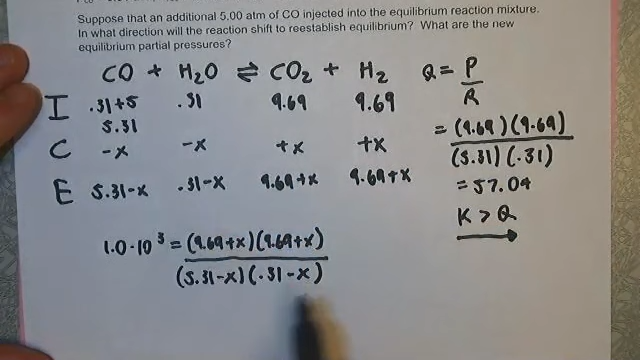 Suppose that an additional 5.00 atm of CO injected into the equilibrium reaction mixture.
In what direction will the reaction shift to reestablish equilibrium? What are the new
equilibrium partial pressures?
CO + H₂O ⇌ CO₂ + H₂ Q = P/R
I .31+5 .31 9.69 9.69
5.31
= (9.69)(9.69)/(5.31)(.31)
C -x -x +x +x
E 5.31-x .31-x 9.69+x 9.69+x
= 57.04
K > Q
1.0·10³ = (9.69+x)(9.69+x)/(5.31-x)(.31-x)